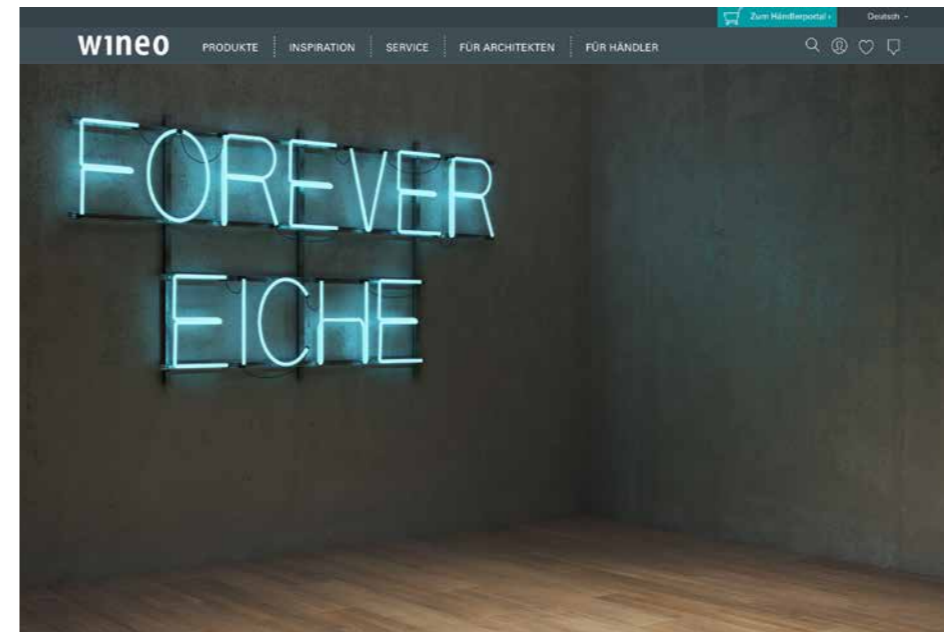 Zum Händlerportal ›
Deutsch
wineo
PRODUKTE
INSPIRATION
SERVICE
FÜR ARCHITEKTEN
FÜR HÄNDLER
FOREVER
EICHE